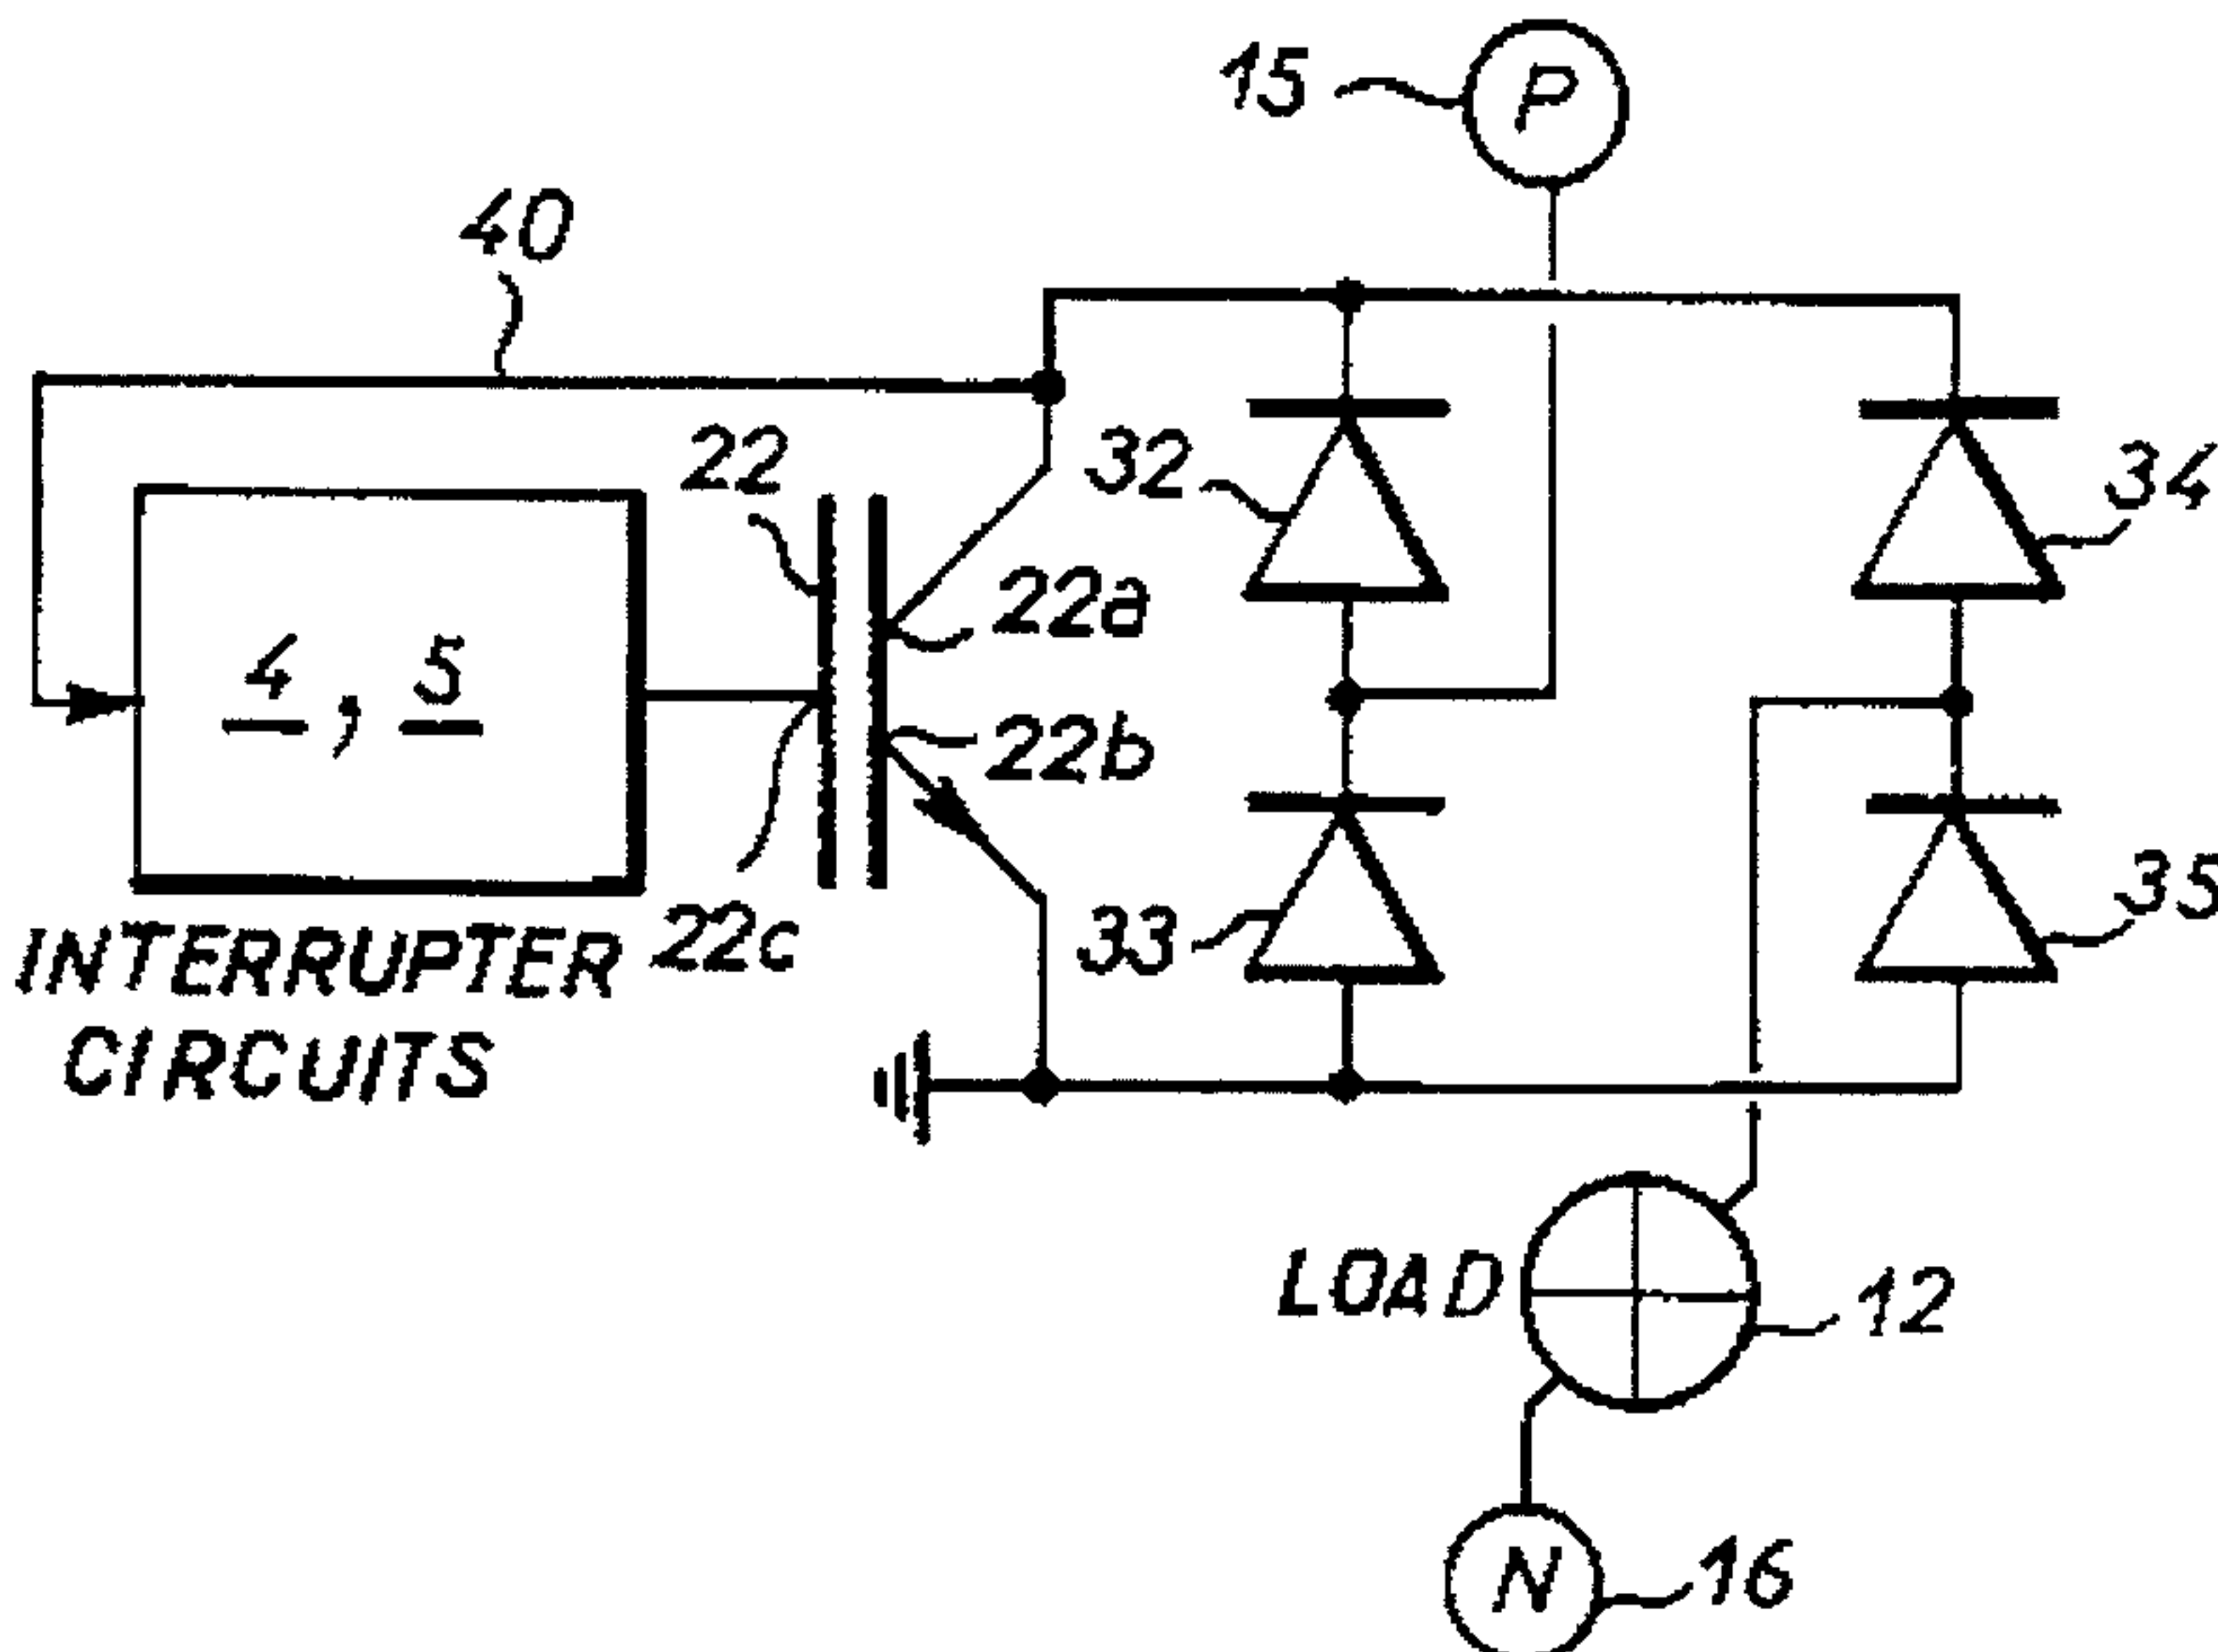 15
P
40
22
32
34
22a
4, 5
22b
33
35
22c
INTERRUPTER
CIRCUITS
LOAD
12
N
16